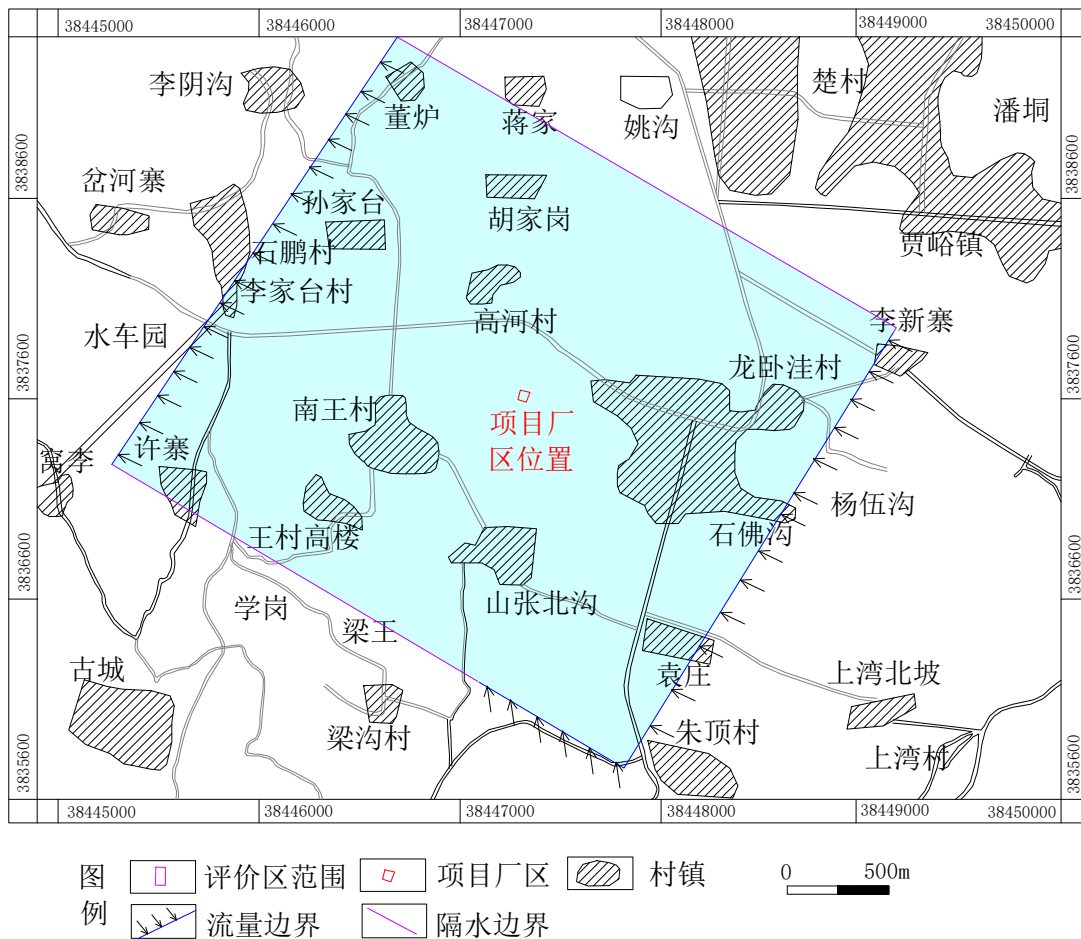 38445000 38446000 38447000 38448000 38449000 38450000
李阴沟
董炉
蒋家
姚沟
楚村
潘垌
3838600
3838600
岔河寨
孙家台
胡家岗
石鹏村
贾峪镇
李家台村
水车园
高河村
李新寨
3837600
3837600
龙卧洼村
南王村
项目厂
区位置
许寨
窝李
杨伍沟
王村高楼
石佛沟
3836600
3836600
学岗
山张北沟
梁王
古城
袁庄
上湾北坡
梁沟村
朱顶村
上湾村
3835600
3835600
38445000 38446000 38447000 38448000 38449000 38450000
图
例
评价区范围
项目厂区
村镇
0 500m
流量边界
隔水边界